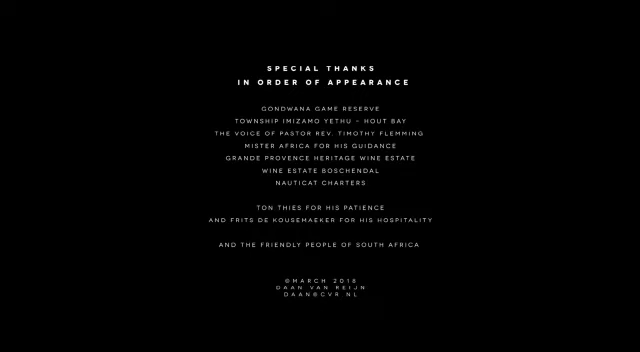 SPECIAL THANKS
IN ORDER OF APPEARANCE
GONDWANA GAME RESERVE
TOWNSHIP IMIZAMO YETHU – HOUT BAY
THE VOICE OF PASTOR REV. TIMOTHY FLEMMING
MISTER AFRICA FOR HIS GUIDANCE
GRANDE PROVENCE HERITAGE WINE ESTATE
WINE ESTATE BOSCHENDAL
NAUTICAT CHARTERS
TON THIES FOR HIS PATIENCE
AND FRITS DE KOUSEMAEKER FOR HIS HOSPITALITY
AND THE FRIENDLY PEOPLE OF SOUTH AFRICA
©MARCH 2018
DAAN VAN REIJN
DAAN@CVR.NL